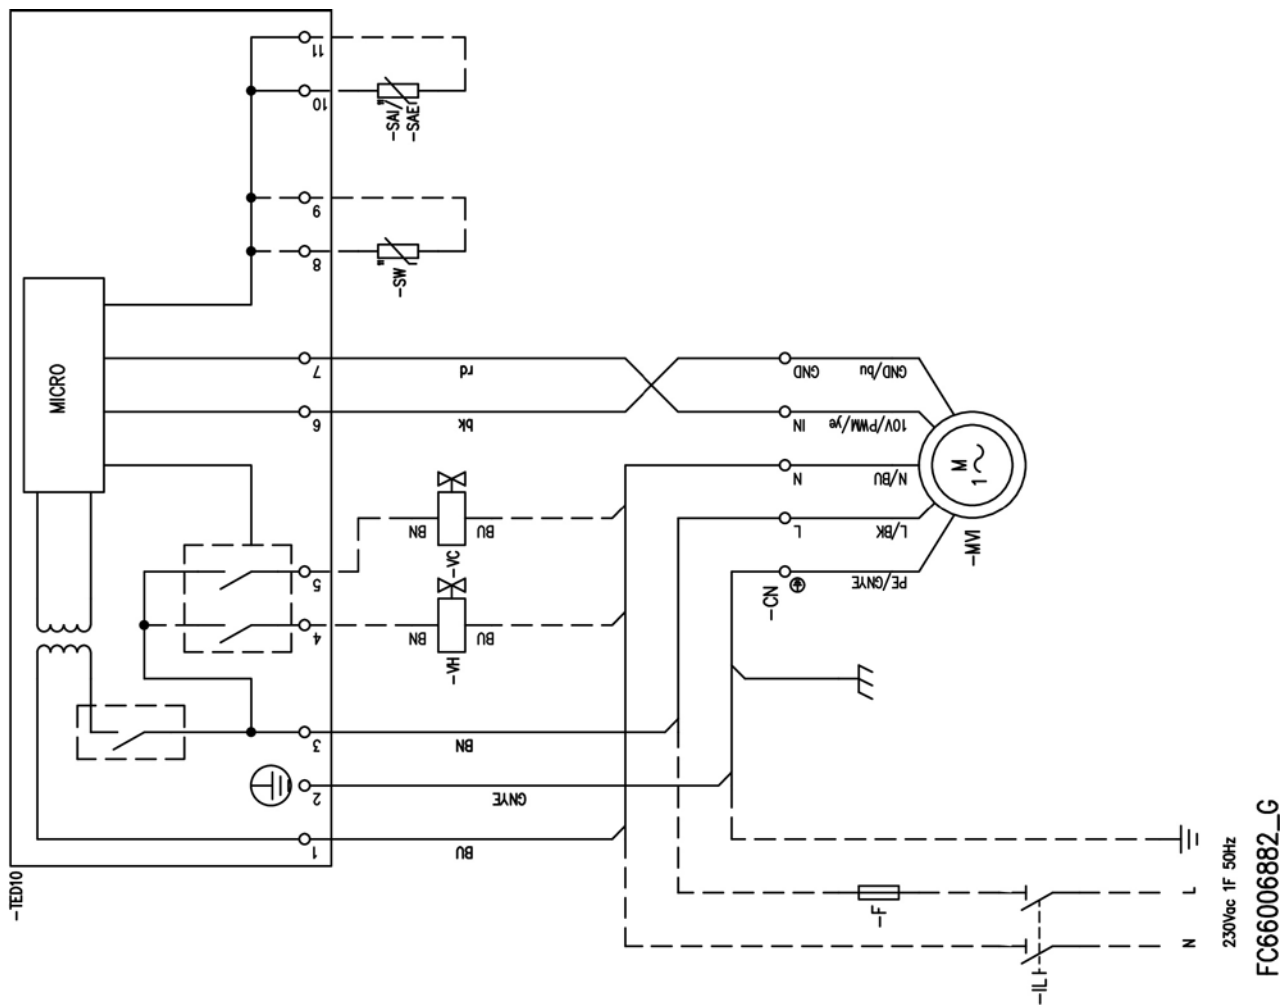 -TED10
MICRO
11
10
-SAI/
-SAE
9
8
-SW
7
rd
GND
GND/bu
6
bk
IN
10V/PWM/ye
N
N/BU
M
1
-MVI
BN
BU
-VC
L
L/BK
5
-CN
PE/GNYE
4
BN
BU
-VH
3
BN
2
GNYE
1
BU
-F
-IL
N
L
230Vac 1F 50Hz
FC66006882_G